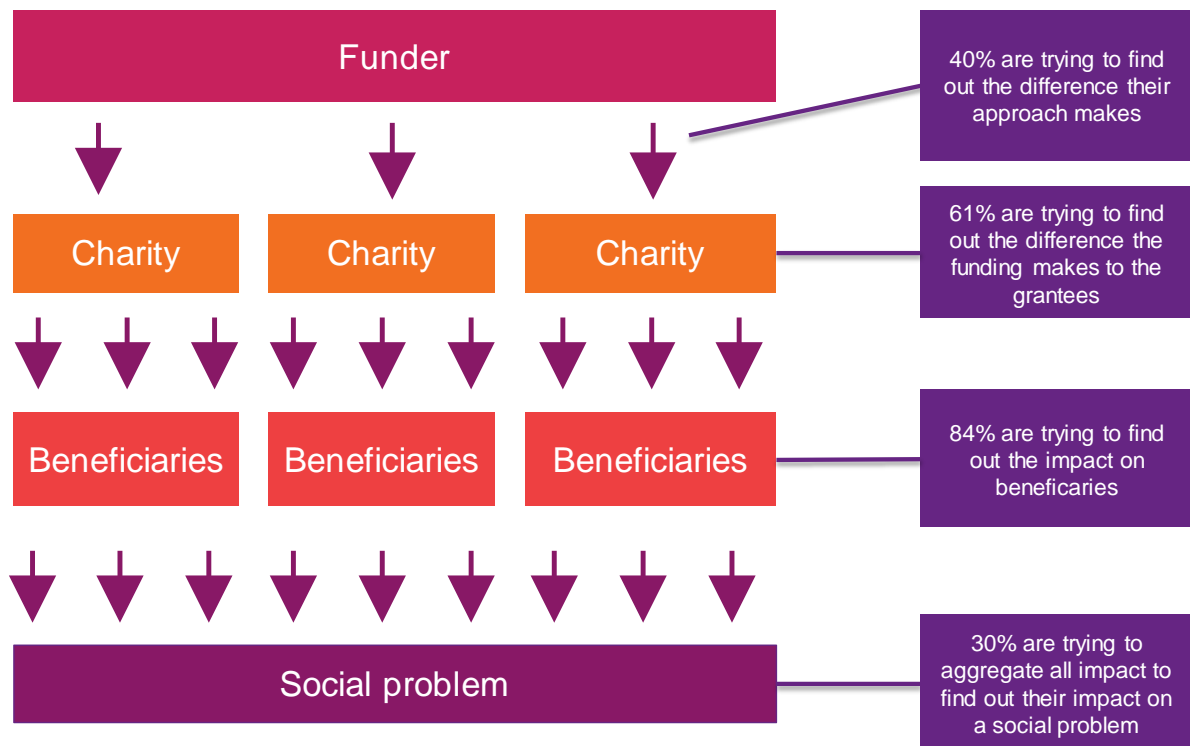 Funder
40% are trying to find
out the difference their
approach makes
Charity
Charity
Charity
61% are trying to find
out the difference the
funding makes to the
grantees
Beneficiaries
Beneficiaries
Beneficiaries
84% are trying to find
out the impact on
beneficaries
Social problem
30% are trying to
aggregate all impact to
find out their impact on
a social problem